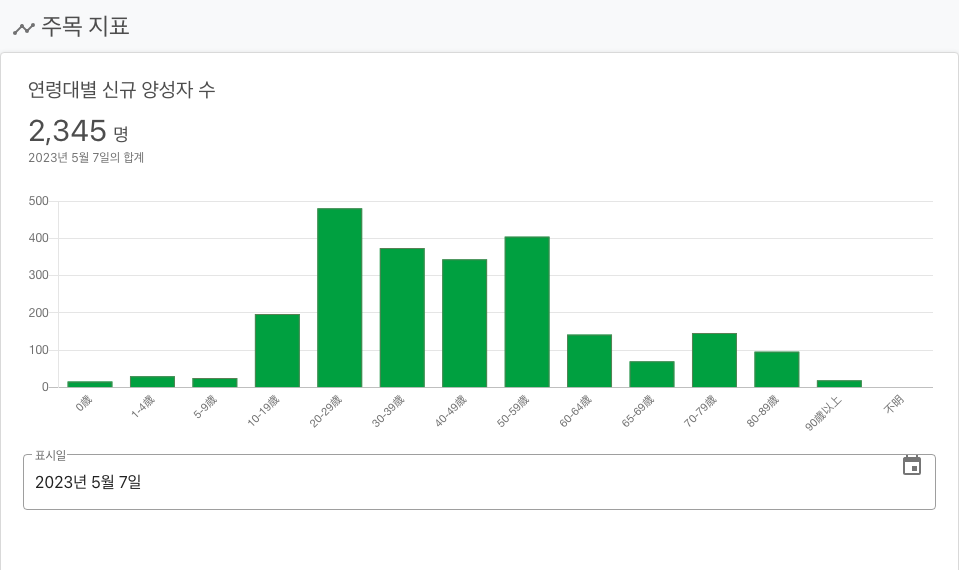 주목 지표
연령대별 신규 양성자 수
2,345 명
2023년 5월 7일의 합계
500
400
300
200
100
0
0歳
1-4歳
5-9歳
10-19歳
20-29歳
30-39歳
40-49歳
50-59歳
60-64歳
65-69歳
70-79歳
80-89歳
90歳以上
不明
표시일
2023년 5월 7일